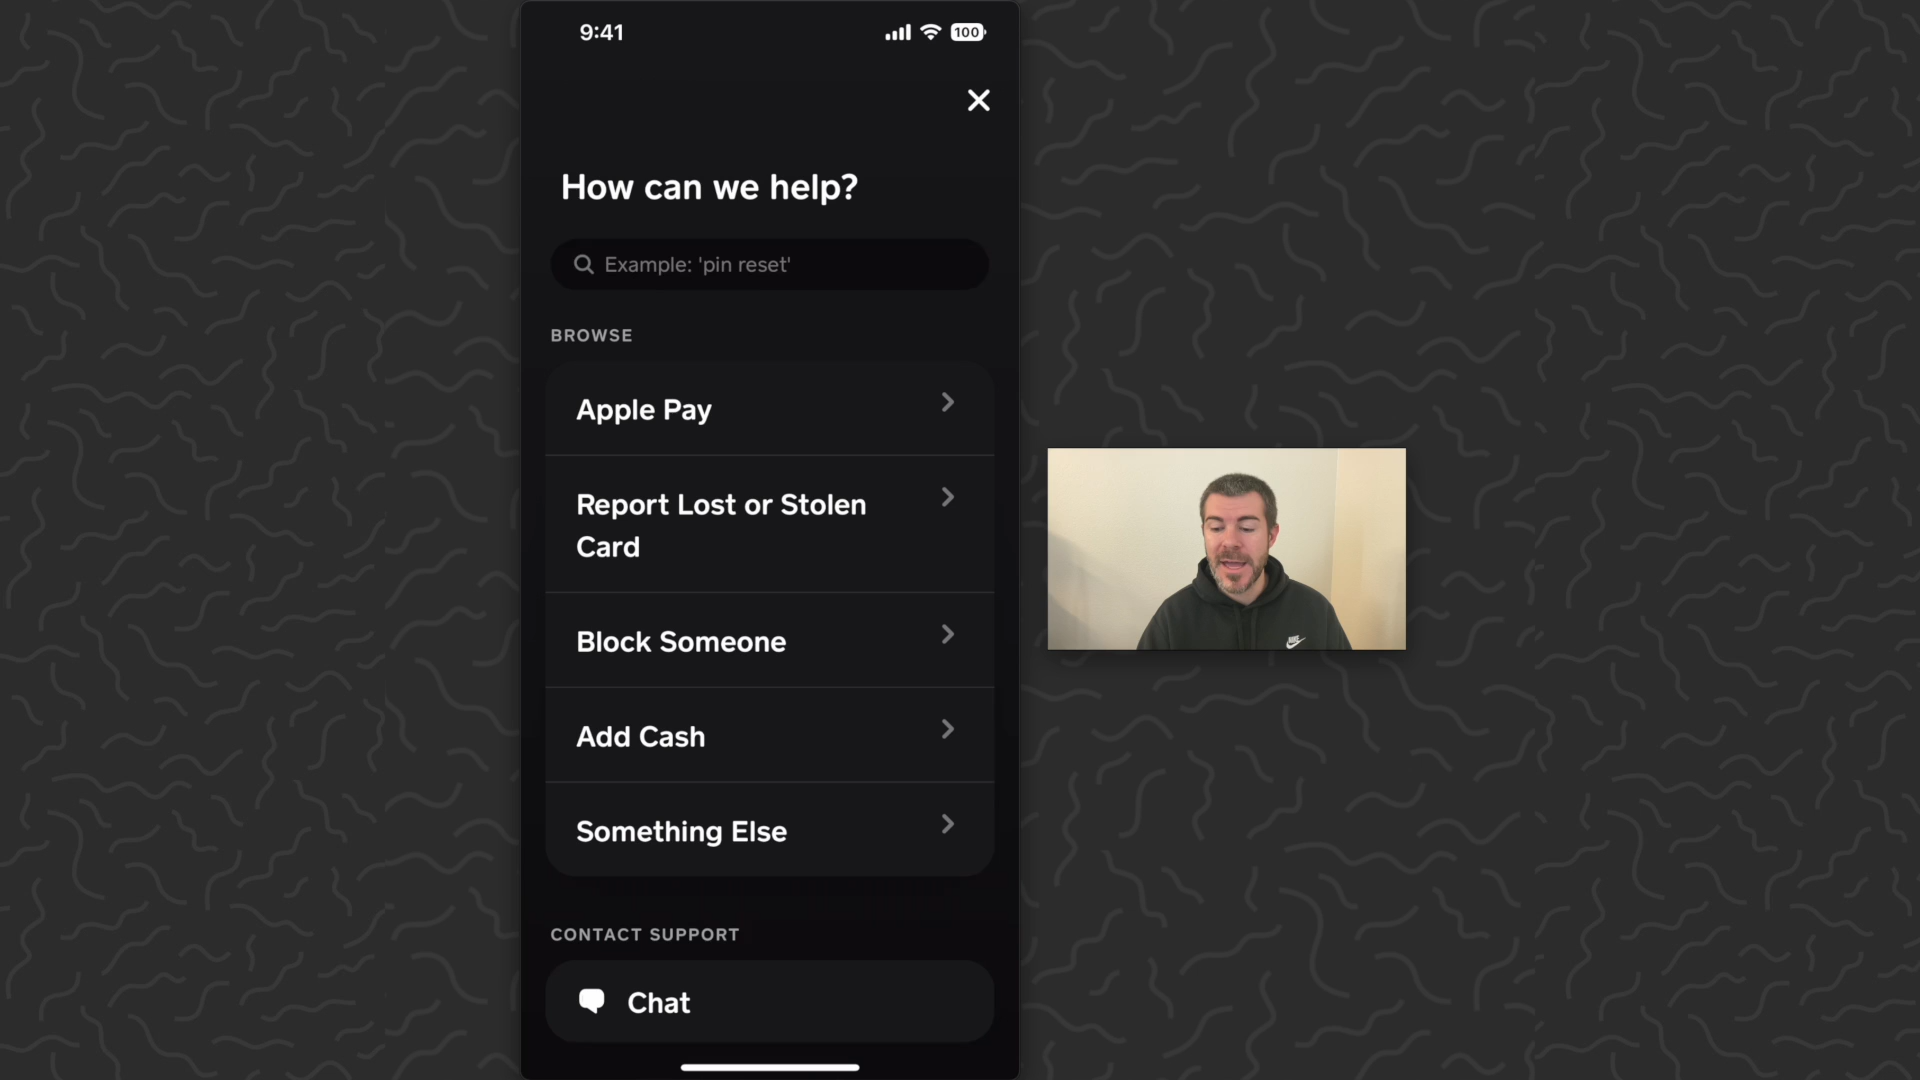 9:41
100
How can we help?
Example: 'pin reset'
BROWSE
Apple Pay
Report Lost or Stolen
Card
Block Someone
Add Cash
Something Else
CONTACT SUPPORT
Chat
NIKE